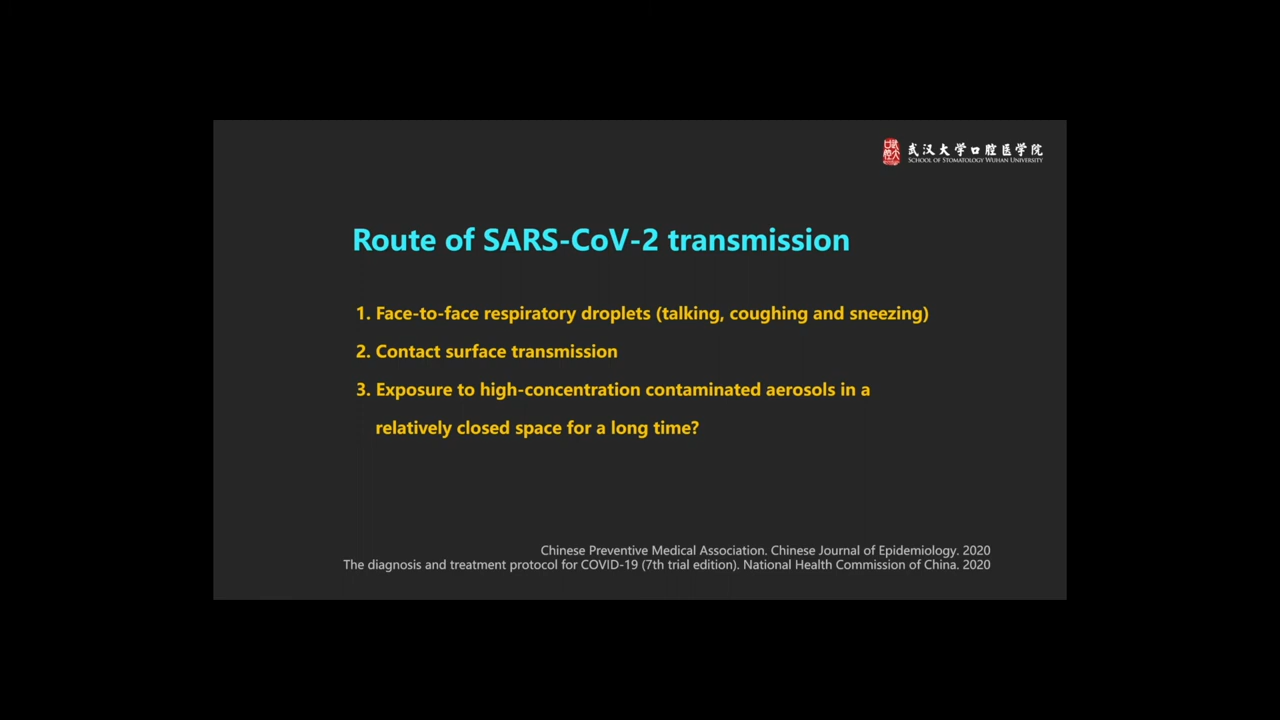 武汉大学口腔医学院
SCHOOL OF STOMATOLOGY WUHAN UNIVERSITY
Route of SARS-CoV-2 transmission
1. Face-to-face respiratory droplets (talking, coughing and sneezing)
2. Contact surface transmission
3. Exposure to high-concentration contaminated aerosols in a
relatively closed space for a long time?
Chinese Preventive Medical Association. Chinese Journal of Epidemiology. 2020
The diagnosis and treatment protocol for COVID-19 (7th trial edition). National Health Commission of China. 2020